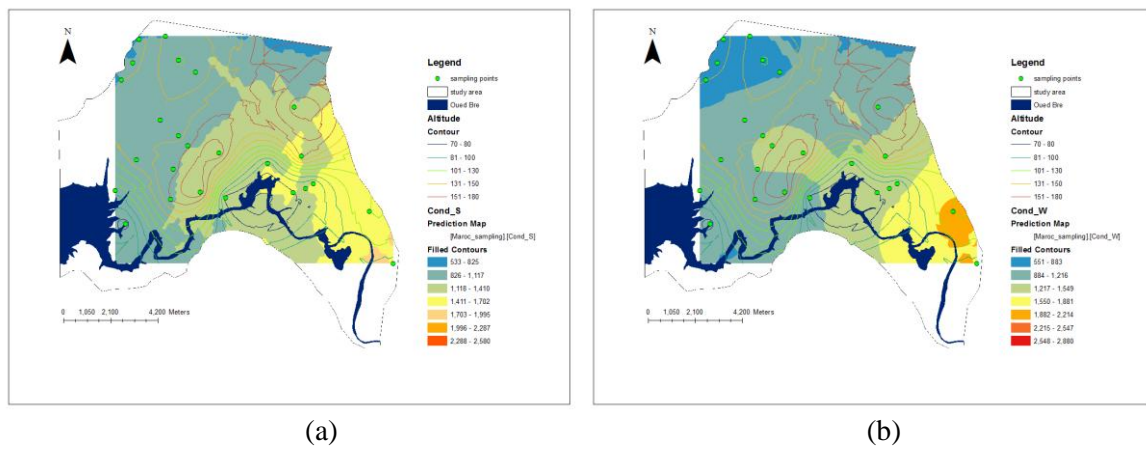 N
Legend
sampling points
study area
Oued Bre
Altitude
Contour
70 - 80
81 - 100
101 - 130
131 - 150
151 - 180
Cond_S
Prediction Map
[Maroc_sampling].[Cond_S]
Filled Contours
533 - 825
826 - 1,117
1,118 - 1,410
1,411 - 1,702
1,703 - 1,995
1,996 - 2,287
2,288 - 2,580
0 1,050 2,100 4,200 Meters
(a)
N
Legend
sampling points
study area
Oued Bre
Altitude
Contour
70 - 80
81 - 100
101 - 130
131 - 150
151 - 180
Cond_W
Prediction Map
[Maroc_sampling].[Cond_W]
Filled Contours
551 - 883
884 - 1,216
1,217 - 1,549
1,550 - 1,881
1,882 - 2,214
2,215 - 2,547
2,548 - 2,880
0 1,050 2,100 4,200 Meters
(b)